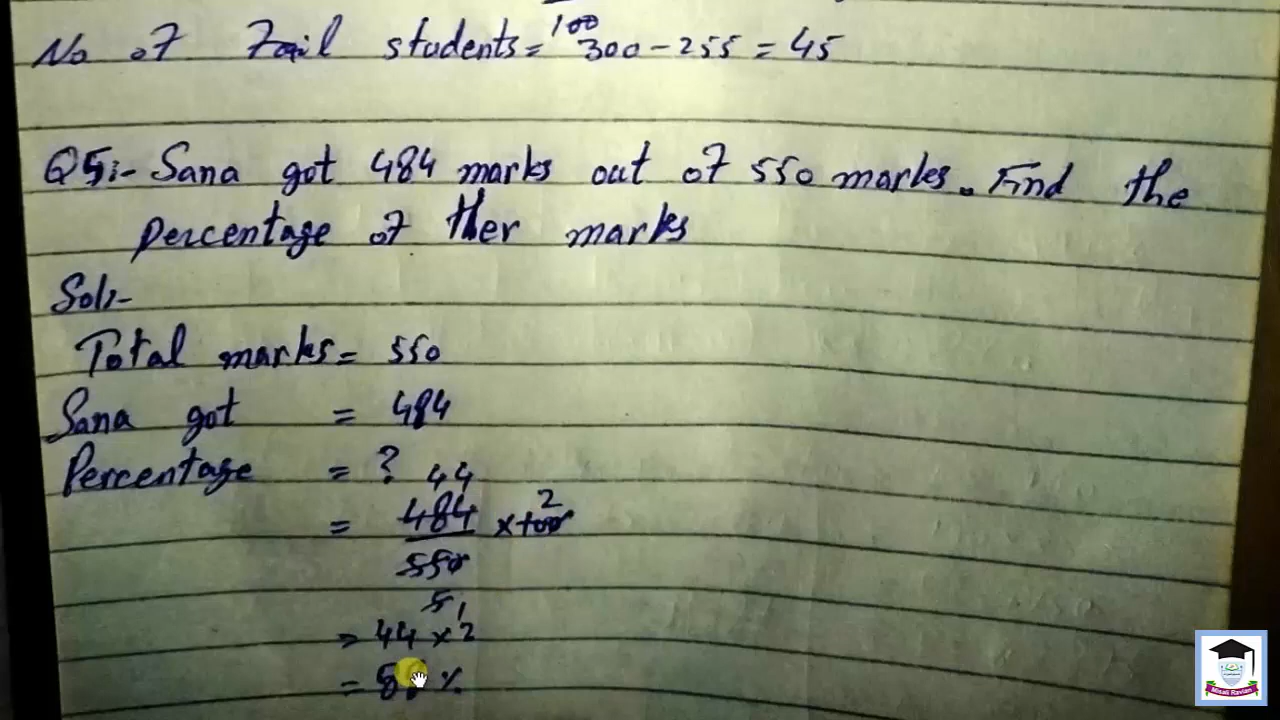 100
No of Fail students = 300 - 255 = 45
Q5:- Sana got 484 marks out of 550 marks. Find the
percentage of ther marks
Sol:-
Total marks = 550
Sana got = 484
Percentage = ?
44 2
= 484 × 100
550
5 1
= 44 × 2
= %
Misali Ravian